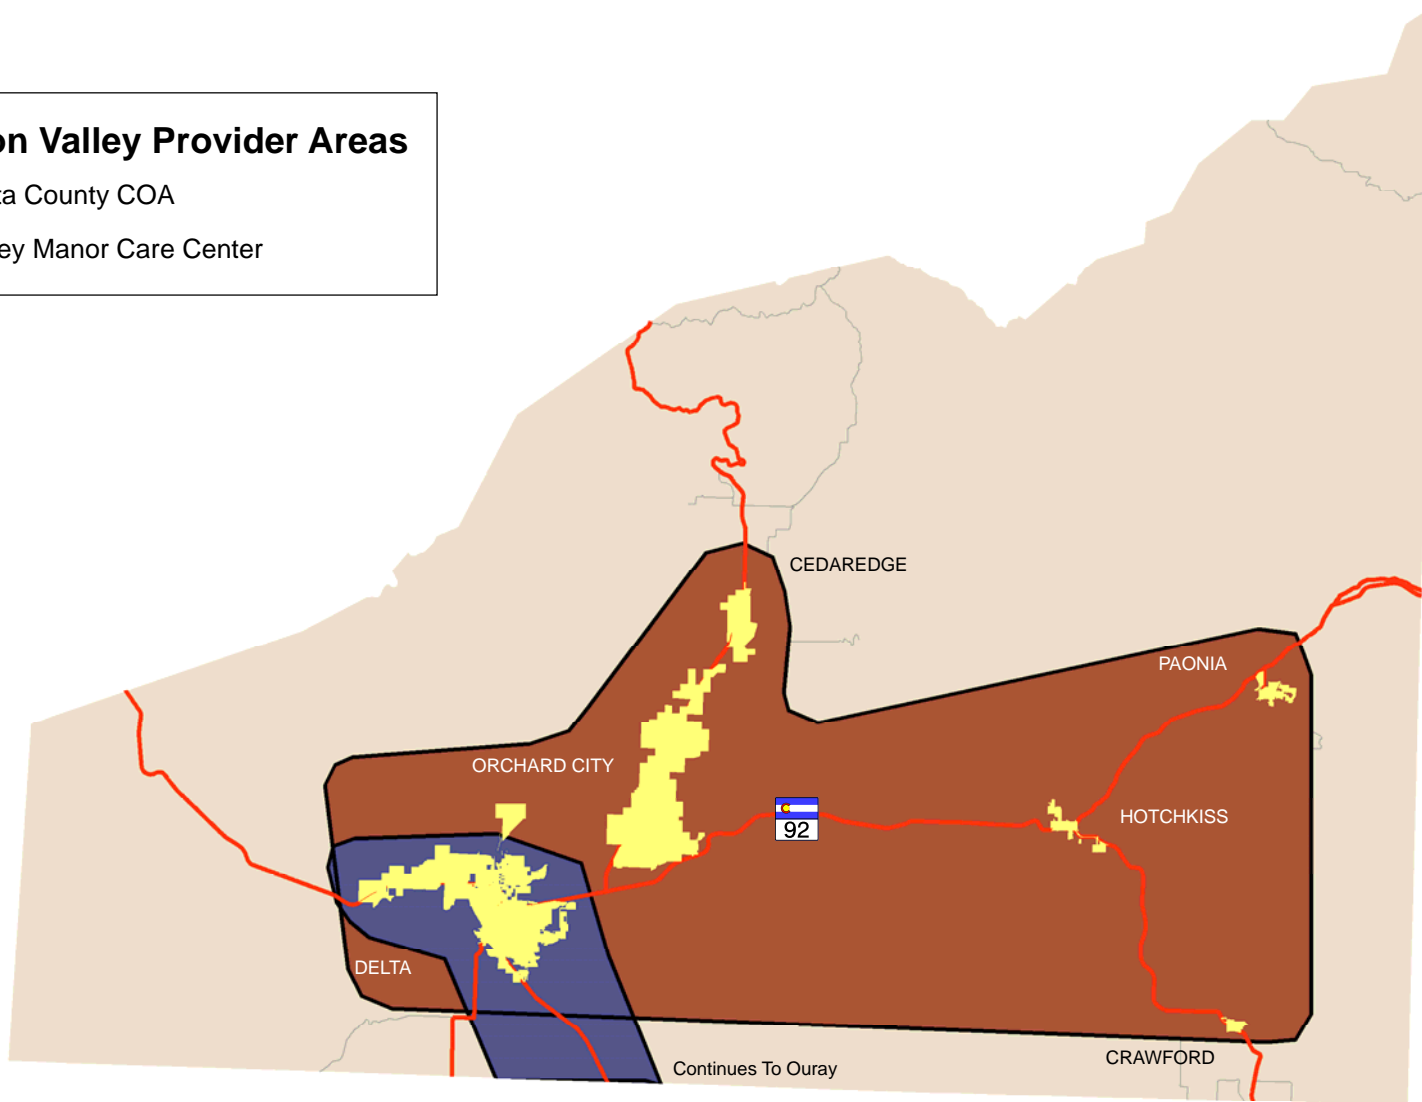 on Valley Provider Areas
ta County COA
ey Manor Care Center
CEDAREDGE
PAONIA
ORCHARD CITY
HOTCHKISS
92
DELTA
CRAWFORD
Continues To Ouray